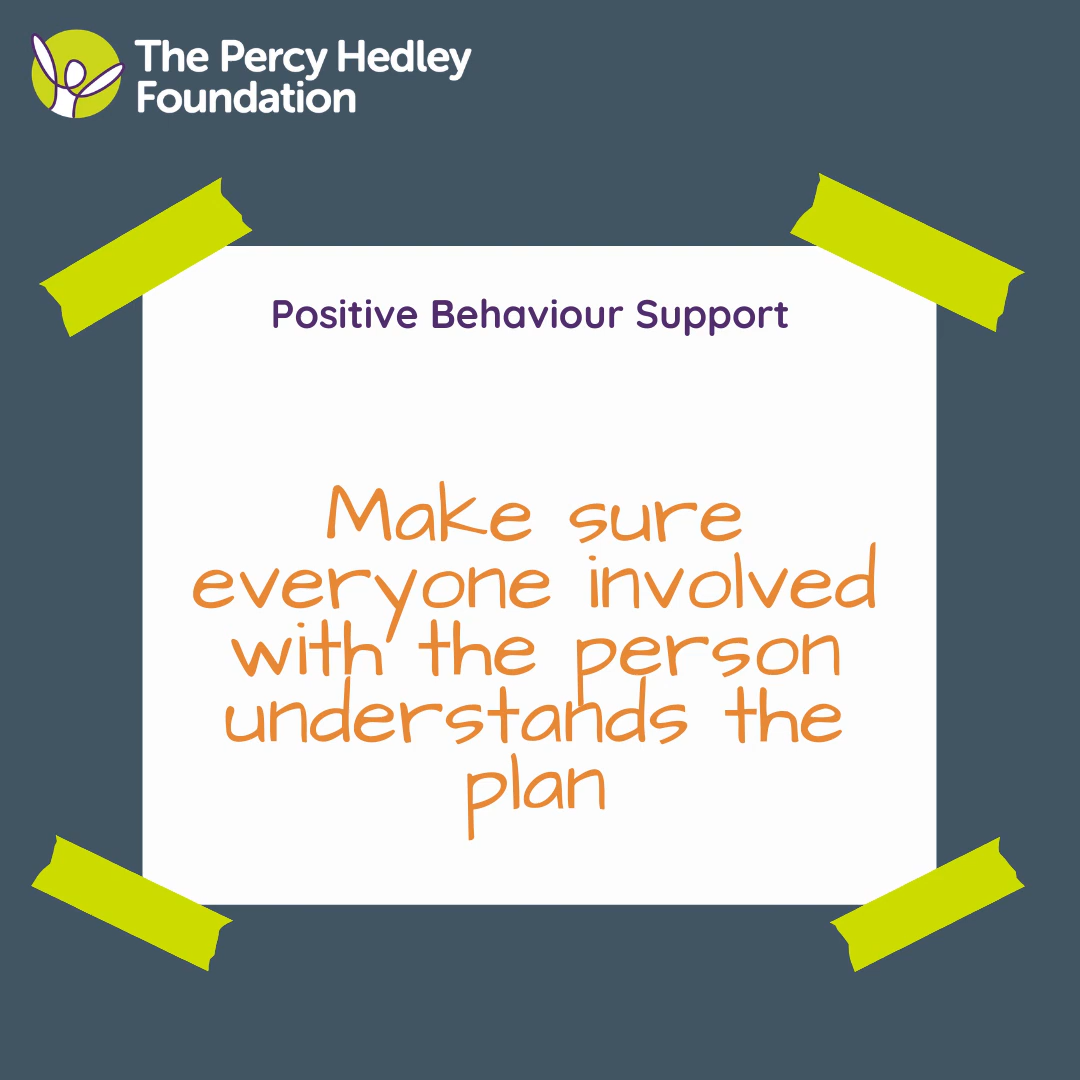 The Percy Hedley
Foundation
Positive Behaviour Support
Make sure
everyone involved
with the person
understands the
plan